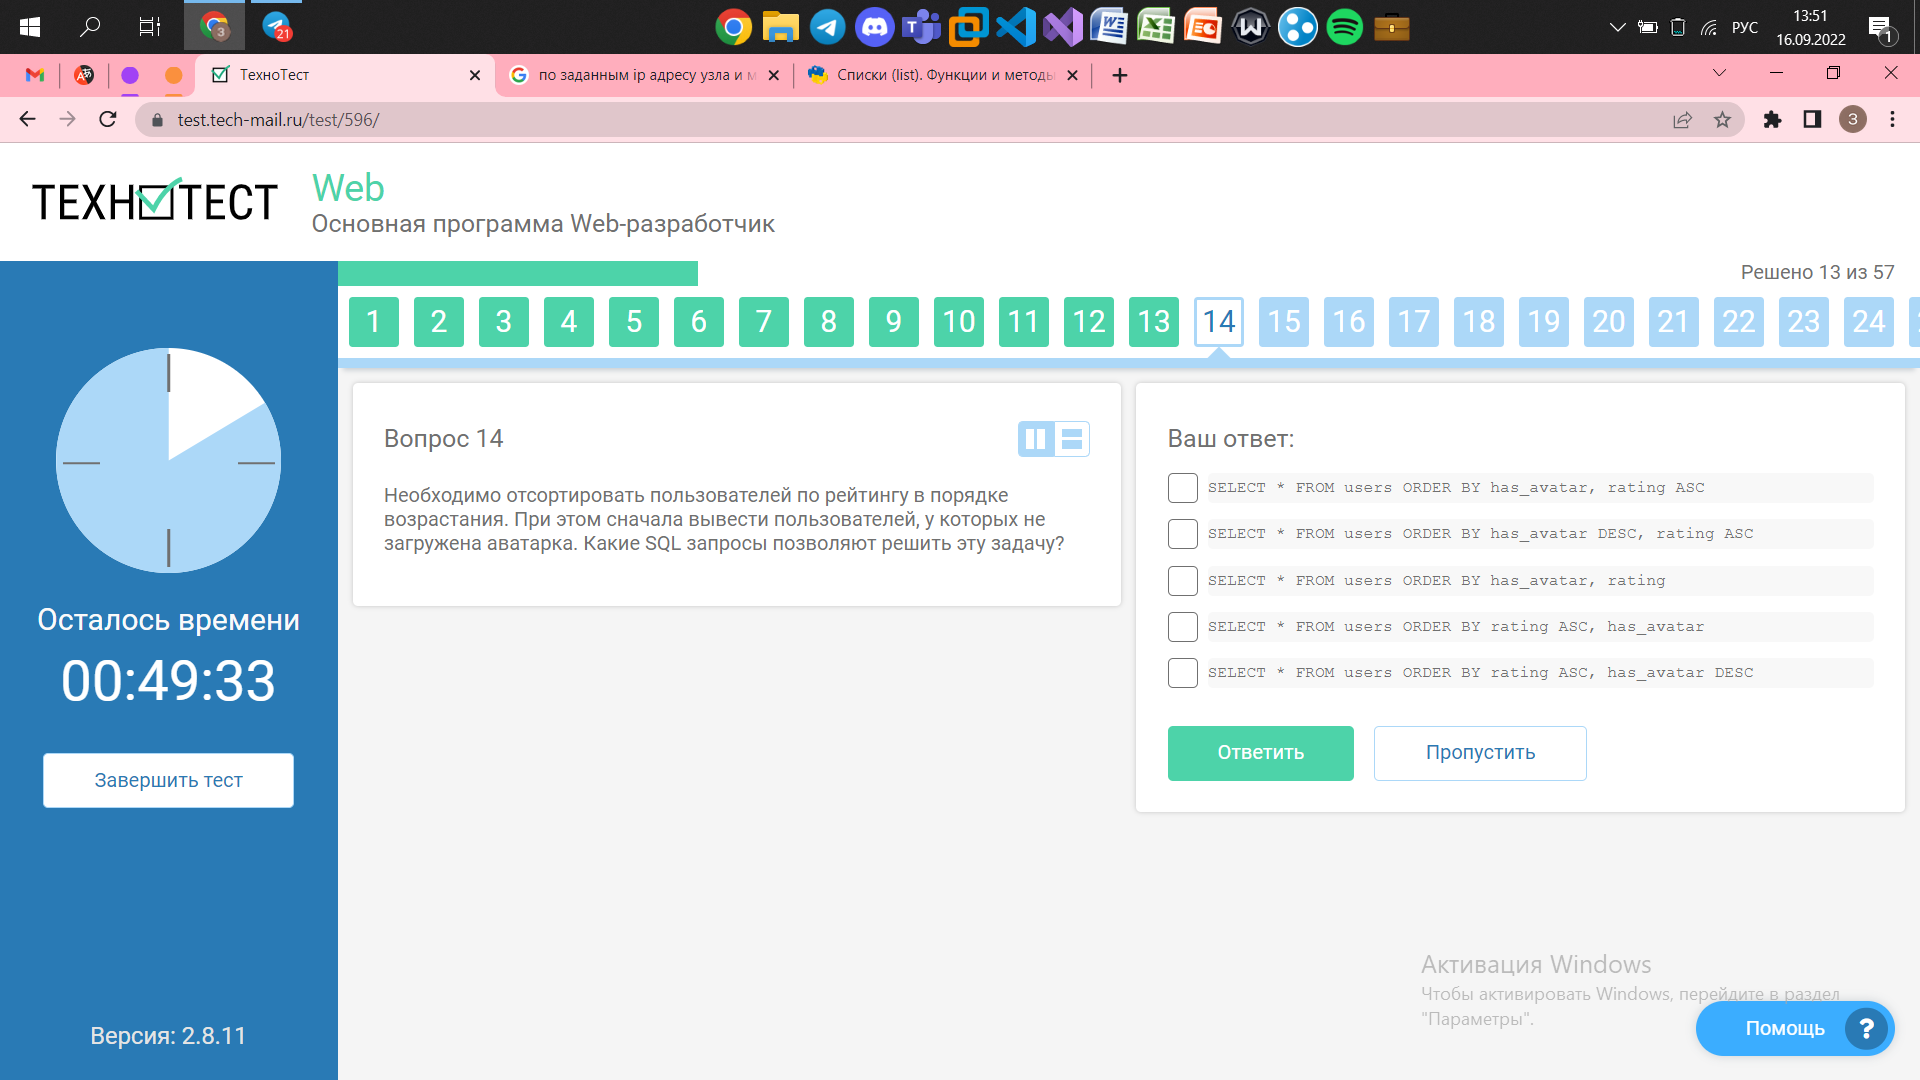 РУС
13:51
16.09.2022
1
3
21
ТехноТест
по заданным ip адресу узла и м
Списки (list). Функции и методы
test.tech-mail.ru/test/596/
3
ТЕХНОТЕСТ
Web
Основная программа Web-разработчик
Решено 13 из 57
1 2 3 4 5 6 7 8 9 10 11 12 13 14 15 16 17 18 19 20 21 22 23 24
Осталось времени
00:49:33
Завершить тест
Версия: 2.8.11
Вопрос 14
Необходимо отсортировать пользователей по рейтингу в порядке
возрастания. При этом сначала вывести пользователей, у которых не
загружена аватарка. Какие SQL запросы позволяют решить эту задачу?
Ваш ответ:
SELECT * FROM users ORDER BY has_avatar, rating ASC
SELECT * FROM users ORDER BY has_avatar DESC, rating ASC
SELECT * FROM users ORDER BY has_avatar, rating
SELECT * FROM users ORDER BY rating ASC, has_avatar
SELECT * FROM users ORDER BY rating ASC, has_avatar DESC
Ответить
Пропустить
Активация Windows
Чтобы активировать Windows, перейдите в раздел
"Параметры".
Помощь ?